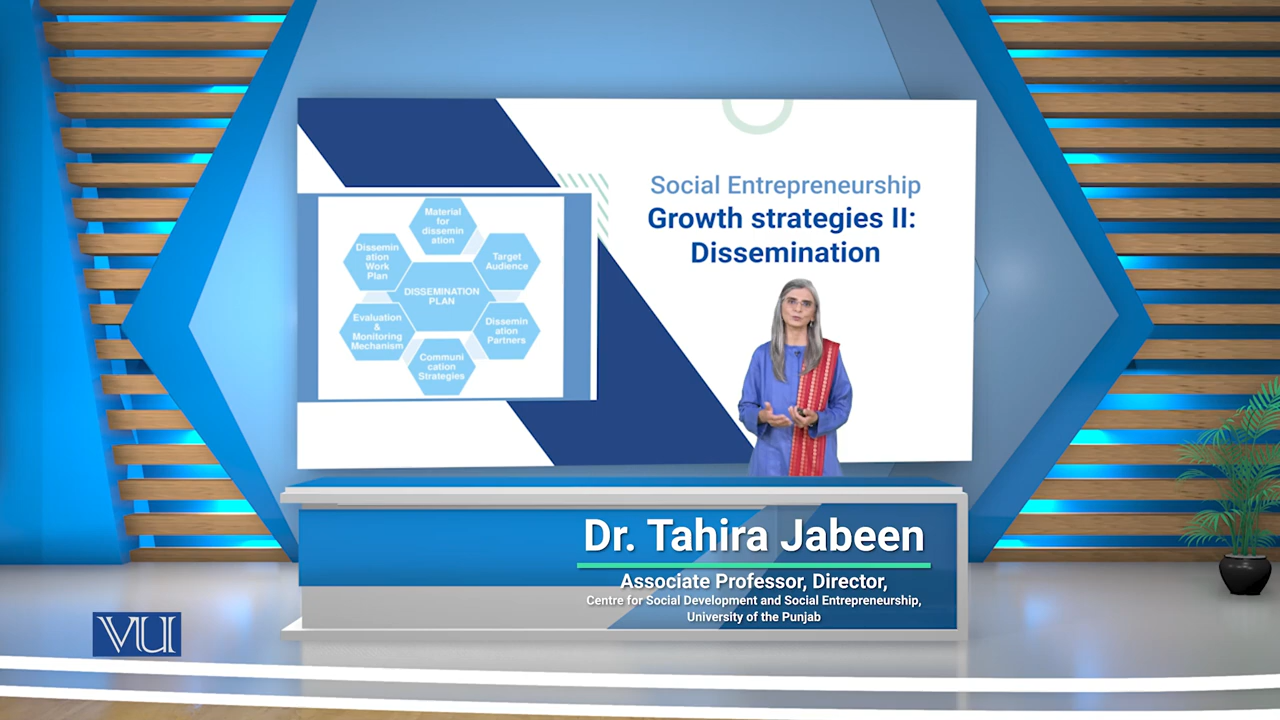 Social Entrepreneurship
Growth strategies II:
Dissemination
Material
for
dissemin
ation
Dissemin
ation
Work
Plan
Target
Audience
DISSEMINATION
PLAN
Evaluation
&
Monitoring
Mechanism
Dissemin
ation
Partners
Communi
cation
Strategies
Dr. Tahira Jabeen
Associate Professor, Director,
Centre for Social Development and Social Entrepreneurship,
University of the Punjab
VU